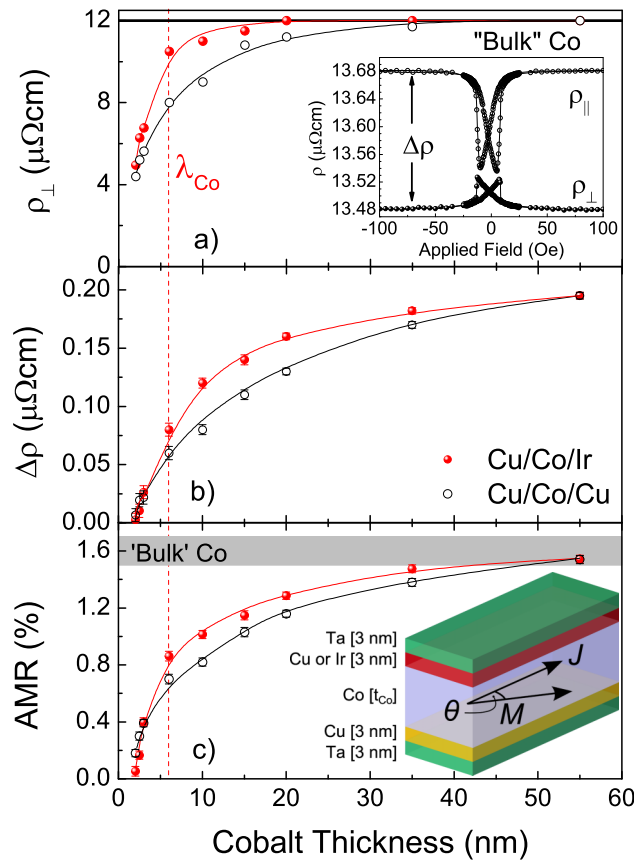 12
8
4
0
ρ⊥ (μΩcm)
λCo
a)
"Bulk" Co
13.68
13.60
13.56
13.52
13.48
ρ (μΩcm)
Δρ
ρ||
ρ⊥
-100 -50 0 50 100
Applied Field (Oe)
0.20
0.15
0.10
0.05
0.00
Δρ (μΩcm)
b)
Cu/Co/Ir
Cu/Co/Cu
'Bulk' Co
1.6
1.2
0.8
0.4
0.0
AMR (%)
c)
Ta [3 nm]
Cu or Ir [3 nm]
Co [tCo]
Cu [3 nm]
Ta [3 nm]
J
θ
M
0 10 20 30 40 50 60
Cobalt Thickness (nm)